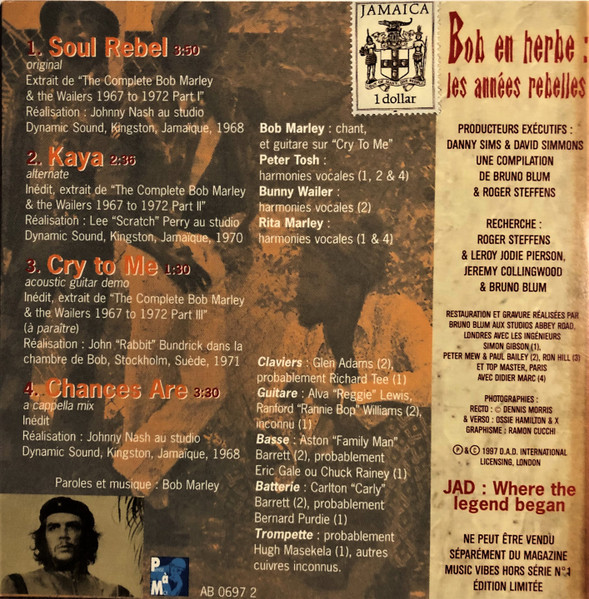 1. Soul Rebel 3:50
original
Extrait de "The Complete Bob Marley
& the Wailers 1967 to 1972 Part I"
Réalisation : Johnny Nash au studio
Dynamic Sound, Kingston, Jamaïque, 1968
2. Kaya 2:36
alternate
Inédit, extrait de "The Complete Bob Marley
& the Wailers 1967 to 1972 Part II"
Réalisation : Lee "Scratch" Perry au studio
Dynamic Sound, Kingston, Jamaïque, 1970
3. Cry to Me 1:30
acoustic guitar demo
Inédit, extrait de "The Complete Bob Marley
& the Wailers 1967 to 1972 Part III"
(à paraître)
Réalisation : John "Rabbit" Bundrick dans la
chambre de Bob, Stockholm, Suède, 1971
4. Chances Are 3:30
a cappella mix
Inédit
Réalisation : Johnny Nash au studio
Dynamic Sound, Kingston, Jamaïque, 1968
Paroles et musique : Bob Marley
JAMAICA
1 dollar
Bob Marley : chant,
et guitare sur "Cry To Me"
Peter Tosh :
harmonies vocales (1, 2 & 4)
Bunny Wailer :
harmonies vocales (2)
Rita Marley :
harmonies vocales (1 & 4)
Claviers : Glen Adams (2),
probablement Richard Tee (1)
Guitare : Alva "Reggie" Lewis,
Ranford "Rannie Bop" Williams (2),
inconnu (1)
Basse : Aston "Family Man"
Barrett (2), probablement
Eric Gale ou Chuck Rainey (1)
Batterie : Carlton "Carly"
Barrett (2), probablement
Bernard Purdie (1)
Trompette : probablement
Hugh Masekela (1), autres
cuivres inconnus.
AB 0697 2
Bob en herbe :
les années rebelles
PRODUCTEURS EXÉCUTIFS :
DANNY SIMS & DAVID SIMMONS
UNE COMPILATION
DE BRUNO BLUM
& ROGER STEFFENS
RECHERCHE :
ROGER STEFFENS
& LEROY JODIE PIERSON,
JEREMY COLLINGWOOD
& BRUNO BLUM
RESTAURATION ET GRAVURE RÉALISÉES PAR
BRUNO BLUM AUX STUDIOS ABBEY ROAD,
LONDRES AVEC LES INGÉNIEURS
SIMON GIBSON (1),
PETER MEW & PAUL BAILEY (2), RON HILL (3)
ET TOP MASTER, PARIS
AVEC DIDIER MARC (4)
PHOTOGRAPHIES :
RECTO : © DENNIS MORRIS
& VERSO : OSSIE HAMILTON & X
GRAPHISME : RAMON CUCCHI
℗ & © 1997 D.A.D. INTERNATIONAL
LICENSING, LONDON
JAD : Where the
legend began
NE PEUT ÊTRE VENDU
SÉPARÉMENT DU MAGAZINE
MUSIC VIBES HORS SÉRIE N°1
ÉDITION LIMITÉE